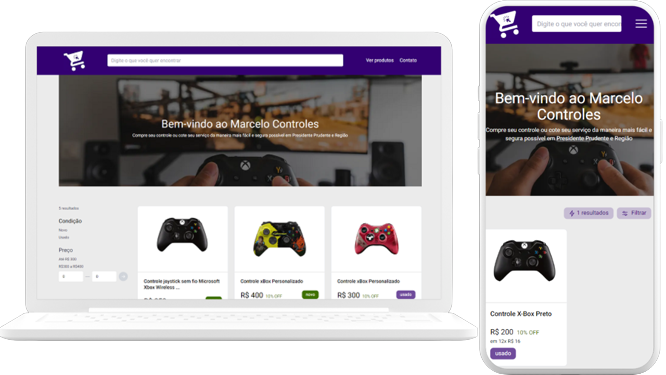 Digite o que você quer encontrar
Ver produtos
Contato
Bem-vindo ao Marcelo Controles
Compre seu controle ou cote seu serviço da maneira mais fácil e segura possível em Presidente Prudente e Região
5 resultados
Condição
Novo
Usado
Preço
Até R$ 300
R$300 a R$400
Controle joystick sem fio Microsoft
Xbox Wireless ...
Controle xBox Personalizado
R$ 400 10% OFF
novo
Controle xBox Personalizado
R$ 300 10% OFF
usado
Digite o que você quer encon
Bem-vindo ao Marcelo
Controles
Compre seu controle ou cote seu serviço da maneira mais fácil e
segura possível em Presidente Prudente e Região
1 resultados
Filtrar
Controle X-Box Preto
R$ 200 10% OFF
em 12x R$ 16
usado